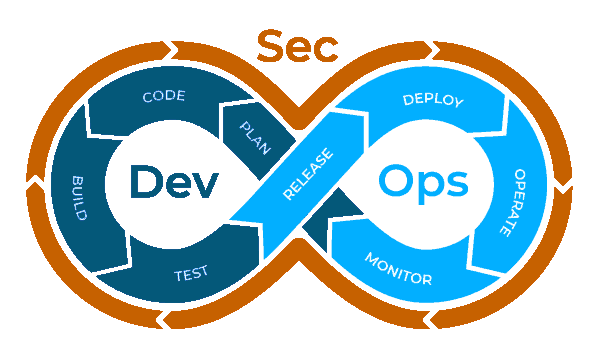 Sec
Dev
PLAN
CODE
BUILD
TEST
RELEASE
Ops
DEPLOY
OPERATE
MONITOR